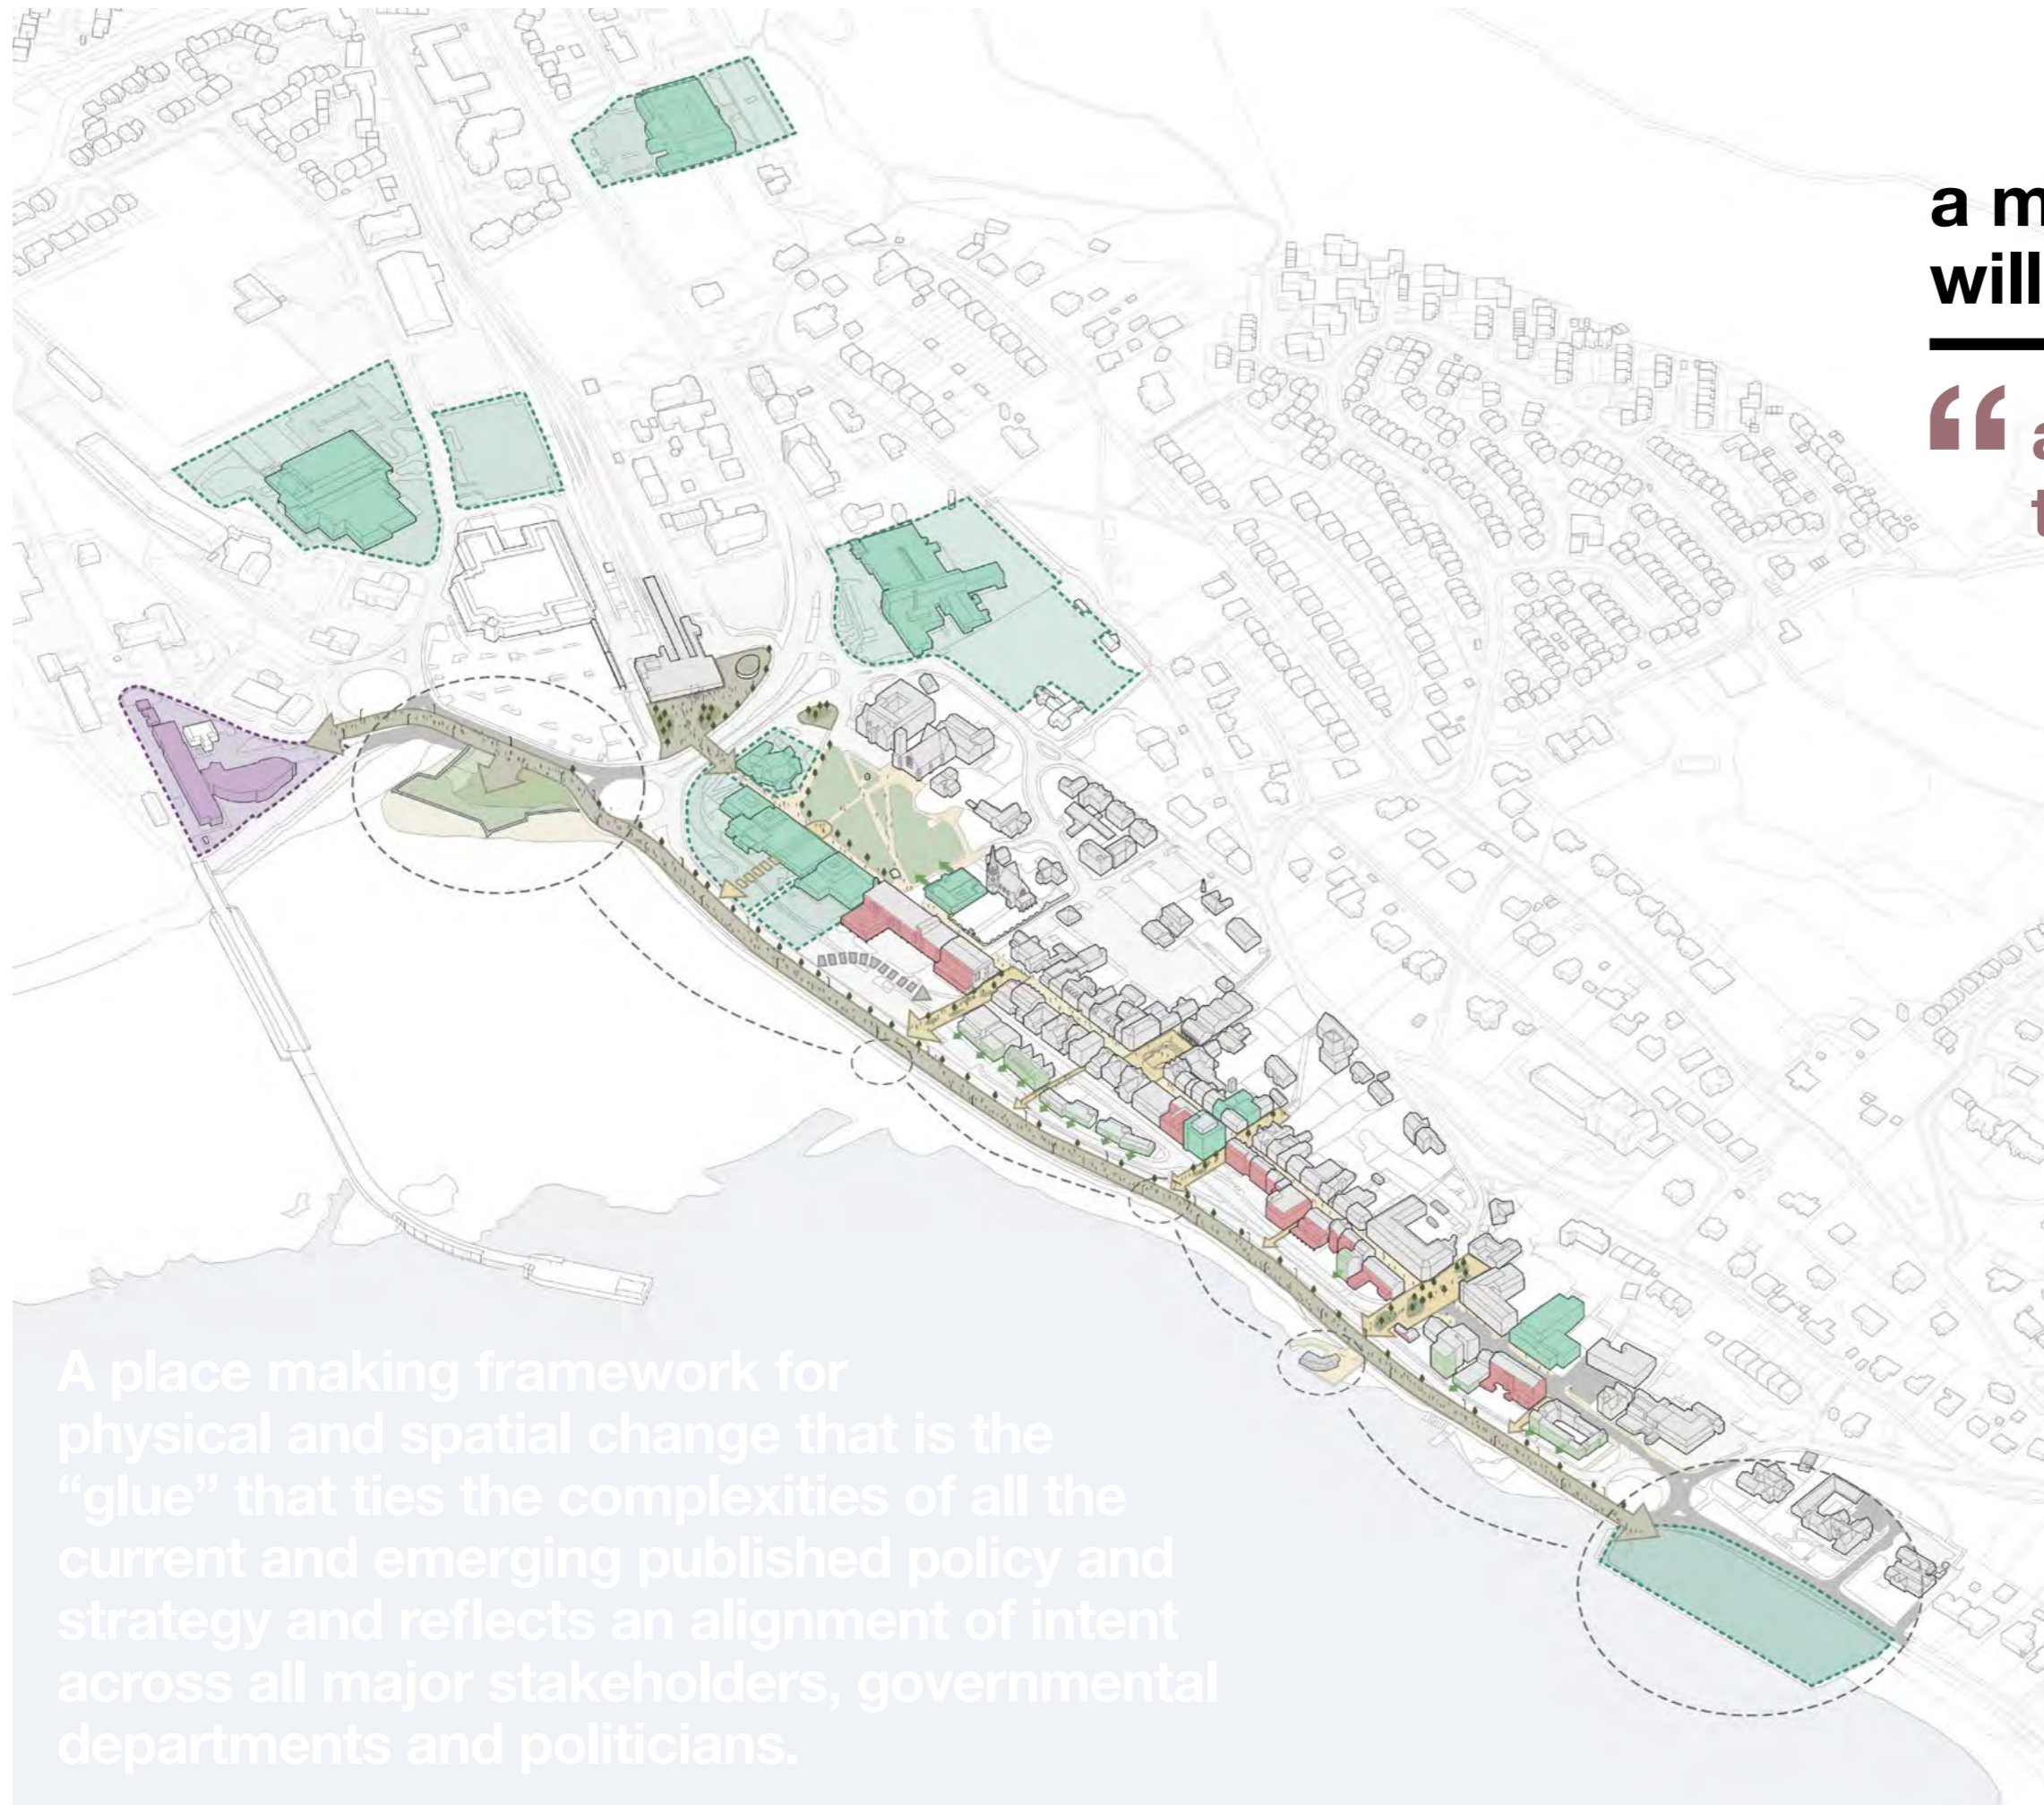 a m
will
“ a
t
A place making framework for
physical and spatial change that is the
“glue” that ties the complexities of all the
current and emerging published policy and
strategy and reflects an alignment of intent
across all major stakeholders, governmental
departments and politicians.